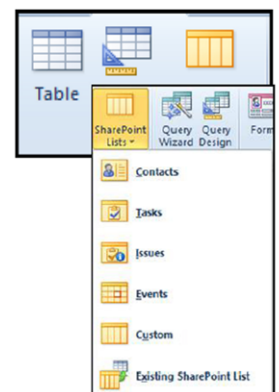 Table
SharePoint Query Query Form
Lists Wizard Design
Contacts
Tasks
Issues
Events
Custom
Existing SharePoint List